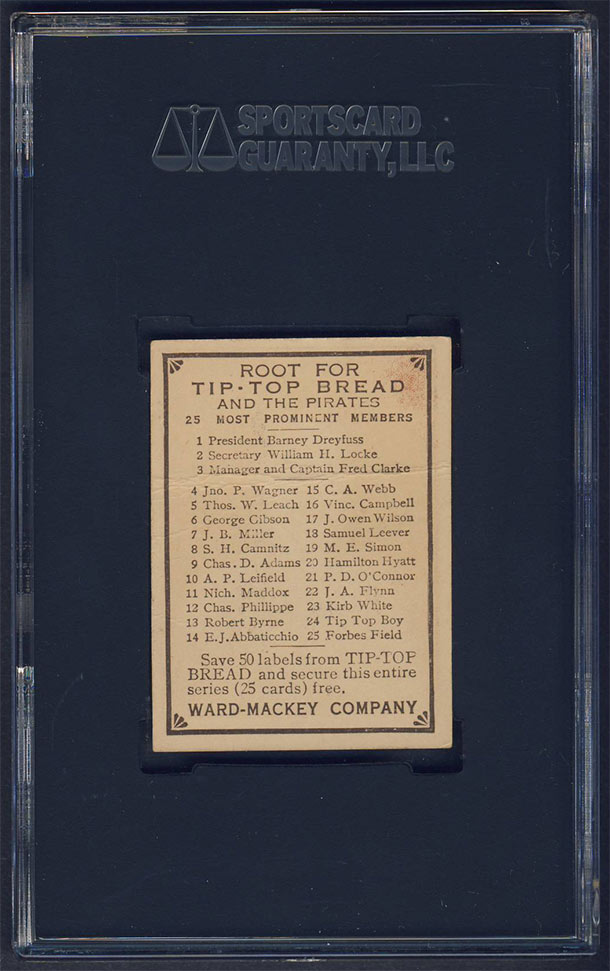 SPORTSCARD
GUARANTY, LLC
ROOT FOR
TIP-TOP BREAD
AND THE PIRATES
25 MOST PROMINENT MEMBERS
1 President Barney Dreyfuss
2 Secretary William H. Locke
3 Manager and Captain Fred Clarke
4 Jno. P. Wagner
5 Thos. W. Leach
6 George Gibson
7 J. B. Miller
8 S. H. Camnitz
9 Chas. D. Adams
10 A. P. Leifield
11 Nich. Maddox
12 Chas. Phillippe
13 Robert Byrne
14 E. J. Abbaticchio
15 C. A. Webb
16 Vinc. Campbell
17 J. Owen Wilson
18 Samuel Leever
19 M. E. Simon
20 Hamilton Hyatt
21 P. D. O'Connor
22 J. A. Flynn
23 Kirb White
24 Tip Top Boy
25 Forbes Field
Save 50 labels from TIP-TOP
BREAD and secure this entire
series (25 cards) free.
WARD-MACKEY COMPANY